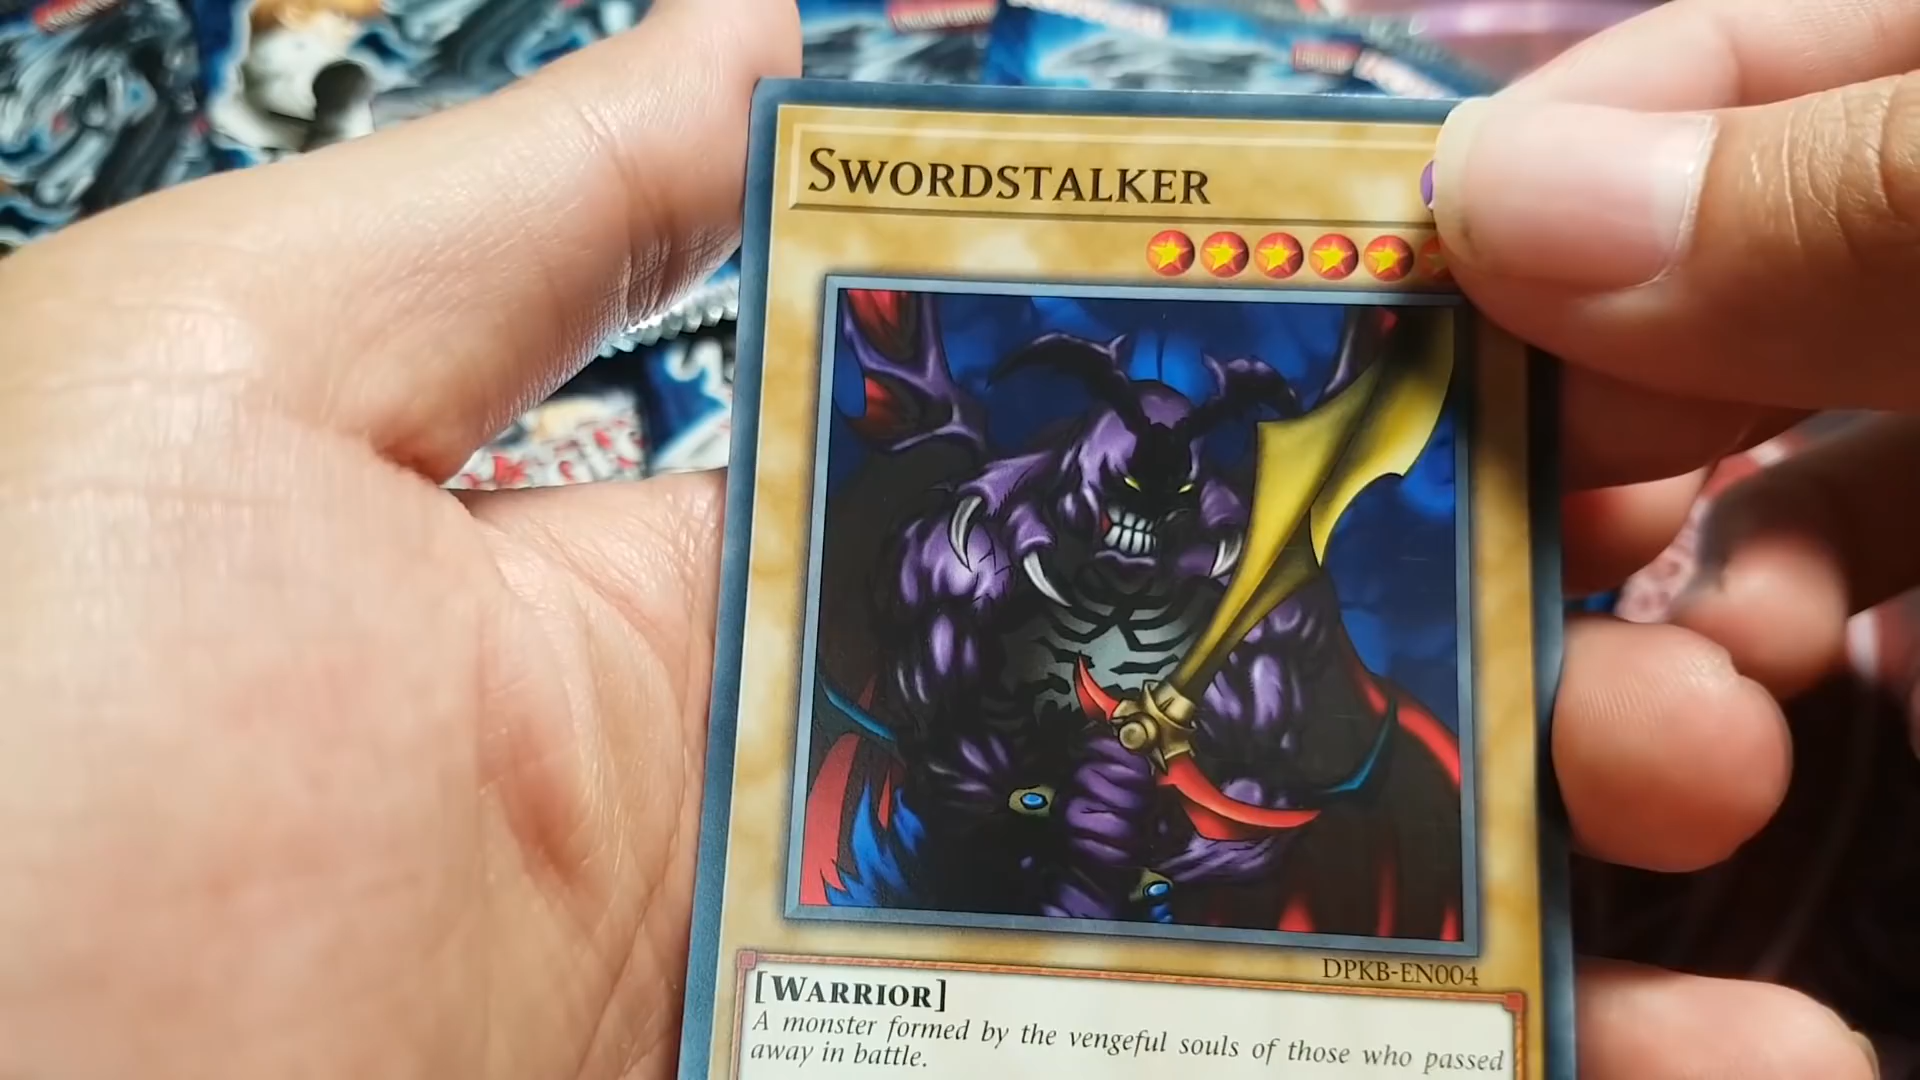 SWORDSTALKER
DPKB-EN004
[WARRIOR]
A monster formed by the vengeful souls of those who passed
away in battle.